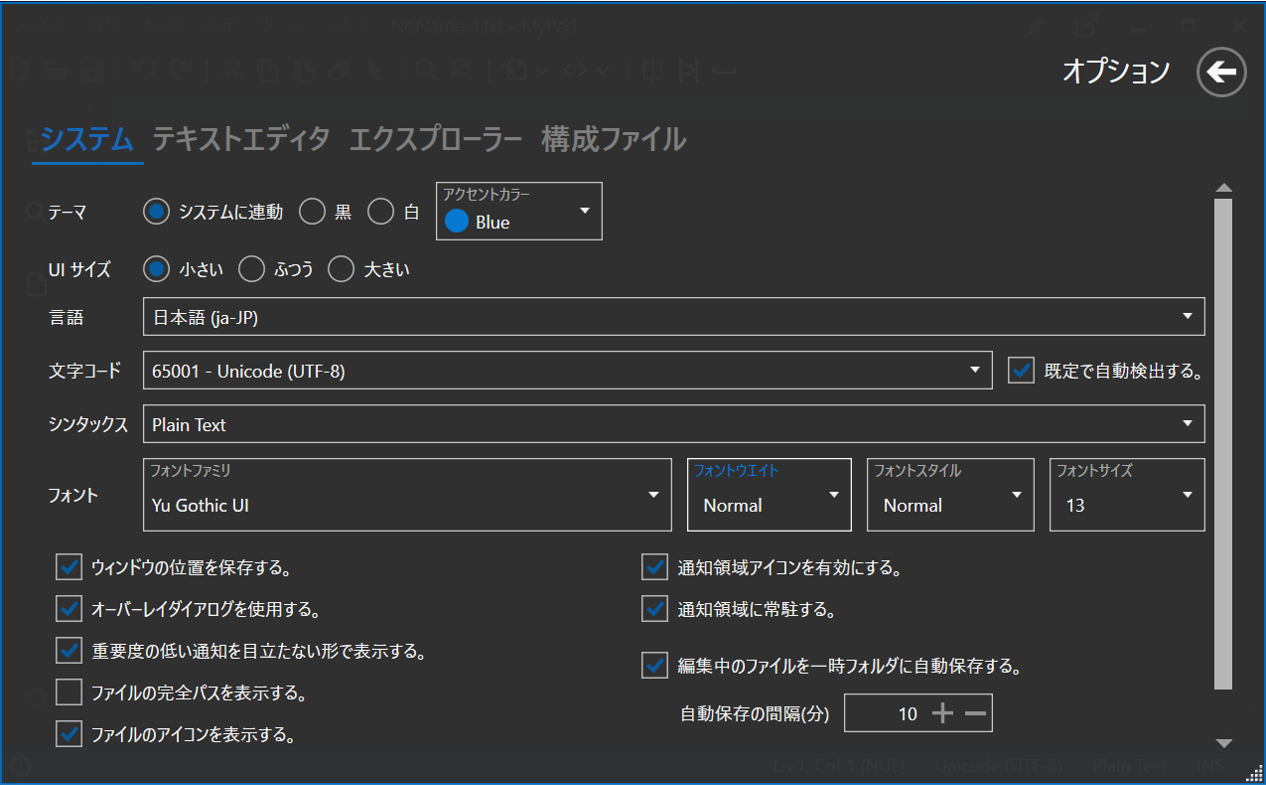 NoName-1.txt - MyPad
オプション
システム テキストエディタ エクスプローラー 構成ファイル
テーマ システムに連動 黒 白 アクセントカラー Blue
UI サイズ 小さい ふつう 大きい
言語 日本語 (ja-JP)
文字コード 65001 - Unicode (UTF-8) 既定で自動検出する。
シンタックス Plain Text
フォントファミリ フォントウエイト フォントスタイル フォントサイズ
フォント Yu Gothic UI Normal Normal 13
ウィンドウの位置を保存する。
オーバーレイダイアログを使用する。
重要度の低い通知を目立たない形で表示する。
ファイルの完全パスを表示する。
ファイルのアイコンを表示する。
通知領域アイコンを有効にする。
通知領域に常駐する。
編集中のファイルを一時フォルダに自動保存する。
自動保存の間隔(分) 10
Ln 1, Col 1 [NUL] Unicode (UTF-8) Plain Text INS